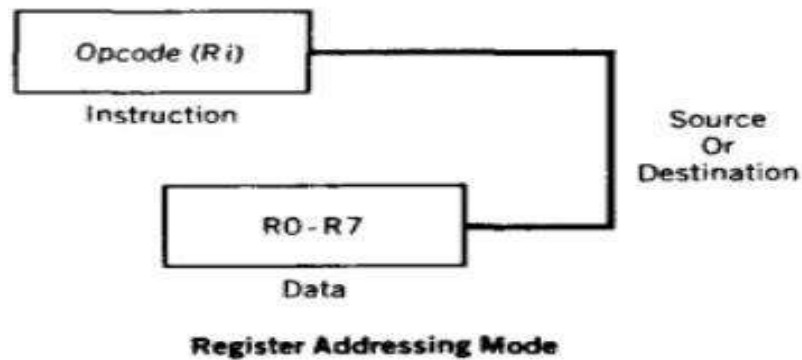 Opcode (Ri)
Instruction
Source
Or
Destination
R0-R7
Data
Register Addressing Mode